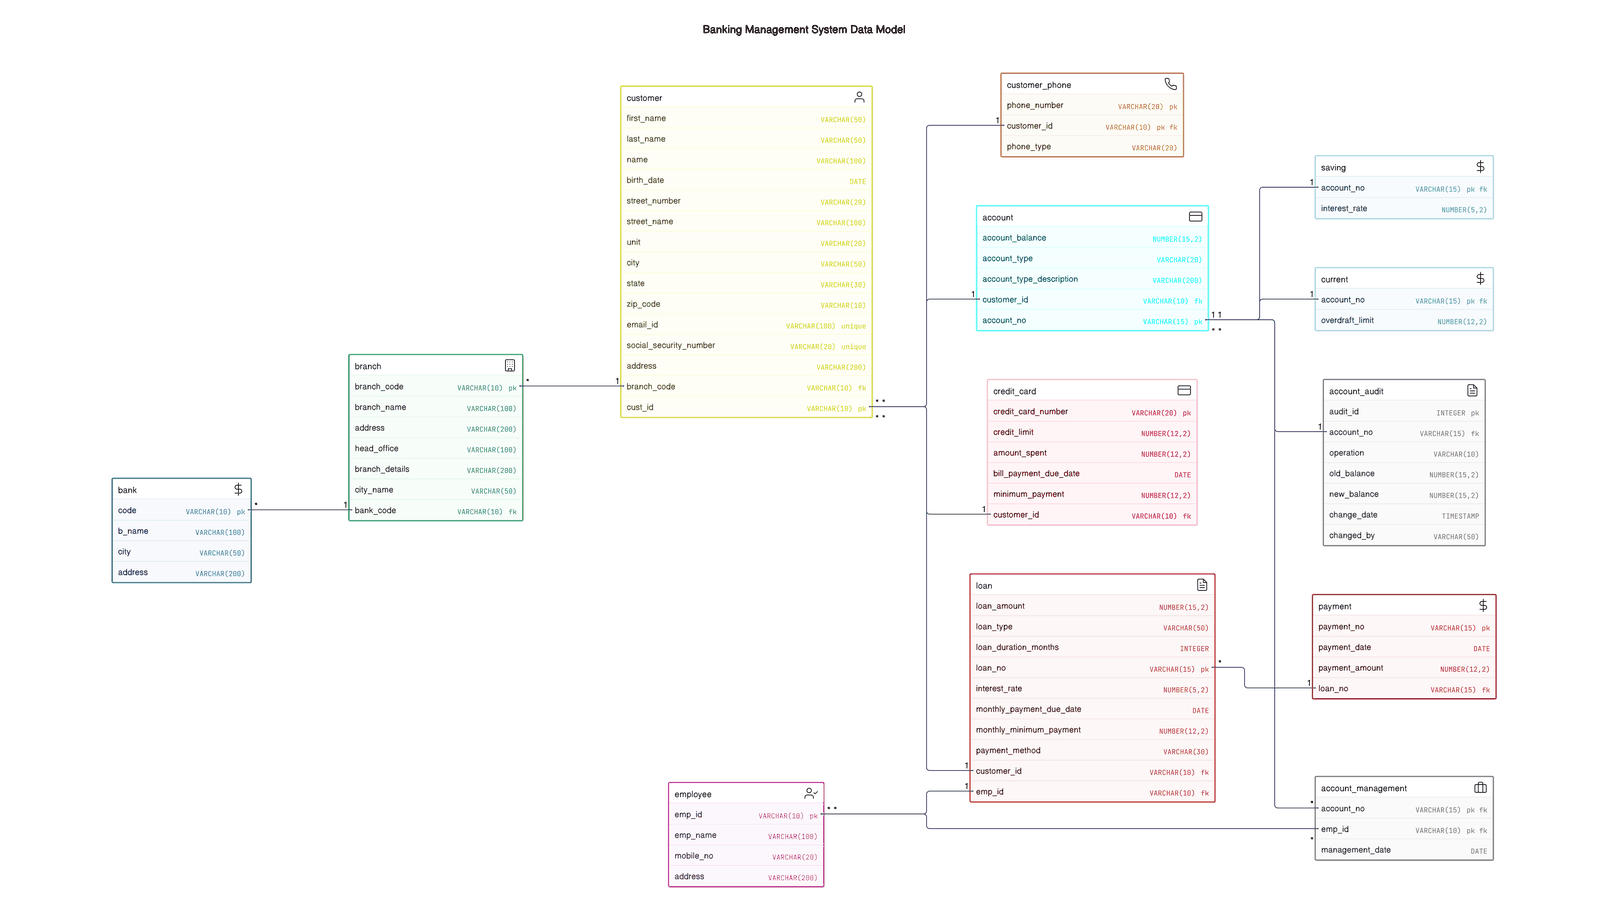 Banking Management System Data Model
customer
first_name VARCHAR(50)
last_name VARCHAR(50)
name VARCHAR(100)
birth_date DATE
street_number VARCHAR(20)
street_name VARCHAR(100)
unit VARCHAR(20)
city VARCHAR(50)
state VARCHAR(30)
zip_code VARCHAR(10)
email_id VARCHAR(100) unique
social_security_number VARCHAR(20) unique
address VARCHAR(200)
1 branch_code VARCHAR(10) fk
cust_id VARCHAR(10) pk * *
* *
customer_phone
phone_number VARCHAR(20) pk
1 customer_id VARCHAR(10) pk fk
phone_type VARCHAR(20)
saving
1 account_no VARCHAR(15) pk fk
interest_rate NUMBER(5,2)
account
account_balance NUMBER(15,2)
account_type VARCHAR(20)
account_type_description VARCHAR(200)
1 customer_id VARCHAR(10) fk
account_no VARCHAR(15) pk 1 1
* *
current
1 account_no VARCHAR(15) pk fk
overdraft_limit NUMBER(12,2)
branch
branch_code VARCHAR(10) pk *
branch_name VARCHAR(100)
address VARCHAR(200)
head_office VARCHAR(100)
branch_details VARCHAR(200)
city_name VARCHAR(50)
1 bank_code VARCHAR(10) fk
credit_card
credit_card_number VARCHAR(20) pk
credit_limit NUMBER(12,2)
amount_spent NUMBER(12,2)
bill_payment_due_date DATE
minimum_payment NUMBER(12,2)
1 customer_id VARCHAR(10) fk
account_audit
audit_id INTEGER pk
1 account_no VARCHAR(15) fk
operation VARCHAR(10)
old_balance NUMBER(15,2)
new_balance NUMBER(15,2)
change_date TIMESTAMP
changed_by VARCHAR(50)
bank
code VARCHAR(10) pk *
b_name VARCHAR(100)
city VARCHAR(50)
address VARCHAR(200)
loan
loan_amount NUMBER(15,2)
loan_type VARCHAR(50)
loan_duration_months INTEGER
loan_no VARCHAR(15) pk *
interest_rate NUMBER(5,2)
monthly_payment_due_date DATE
monthly_minimum_payment NUMBER(12,2)
payment_method VARCHAR(30)
1 customer_id VARCHAR(10) fk
1 emp_id VARCHAR(10) fk
payment
payment_no VARCHAR(15) pk
payment_date DATE
payment_amount NUMBER(12,2)
1 loan_no VARCHAR(15) fk
employee
emp_id VARCHAR(10) pk * *
emp_name VARCHAR(100)
mobile_no VARCHAR(20)
address VARCHAR(200)
account_management
* account_no VARCHAR(15) pk fk
* emp_id VARCHAR(10) pk fk
management_date DATE